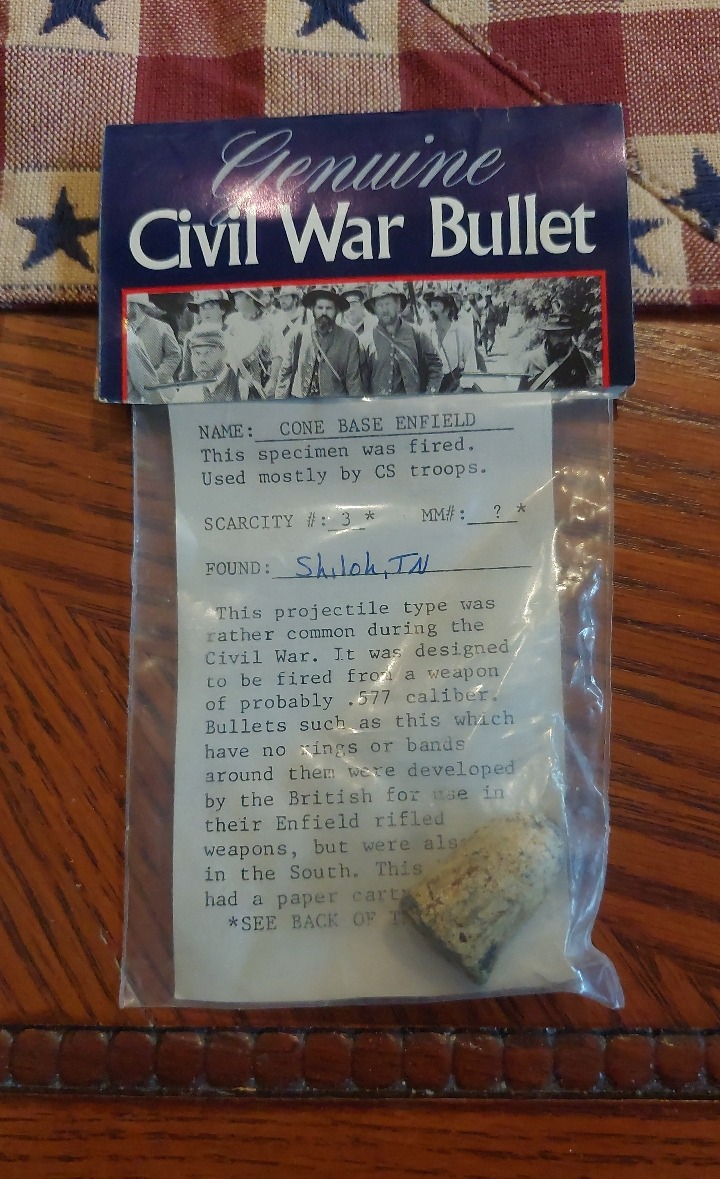 Genuine
Civil War Bullet
NAME: CONE BASE ENFIELD
This specimen was fired.
Used mostly by CS troops.
SCARCITY #: 3 * MM#: ? *
FOUND: Shiloh, TN
This projectile type was
rather common during the
Civil War. It was designed
to be fired from a weapon
of probably .577 caliber.
Bullets such as this which
have no rings or bands
around them were developed
by the British for use in
their Enfield rifled
weapons, but were also
in the South. This
had a paper
*SEE BACK OF